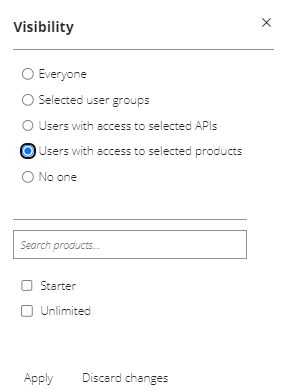 Visibility
Everyone
Selected user groups
Users with access to selected APIs
Users with access to selected products
No one
Search products...
Starter
Unlimited
Apply Discard changes